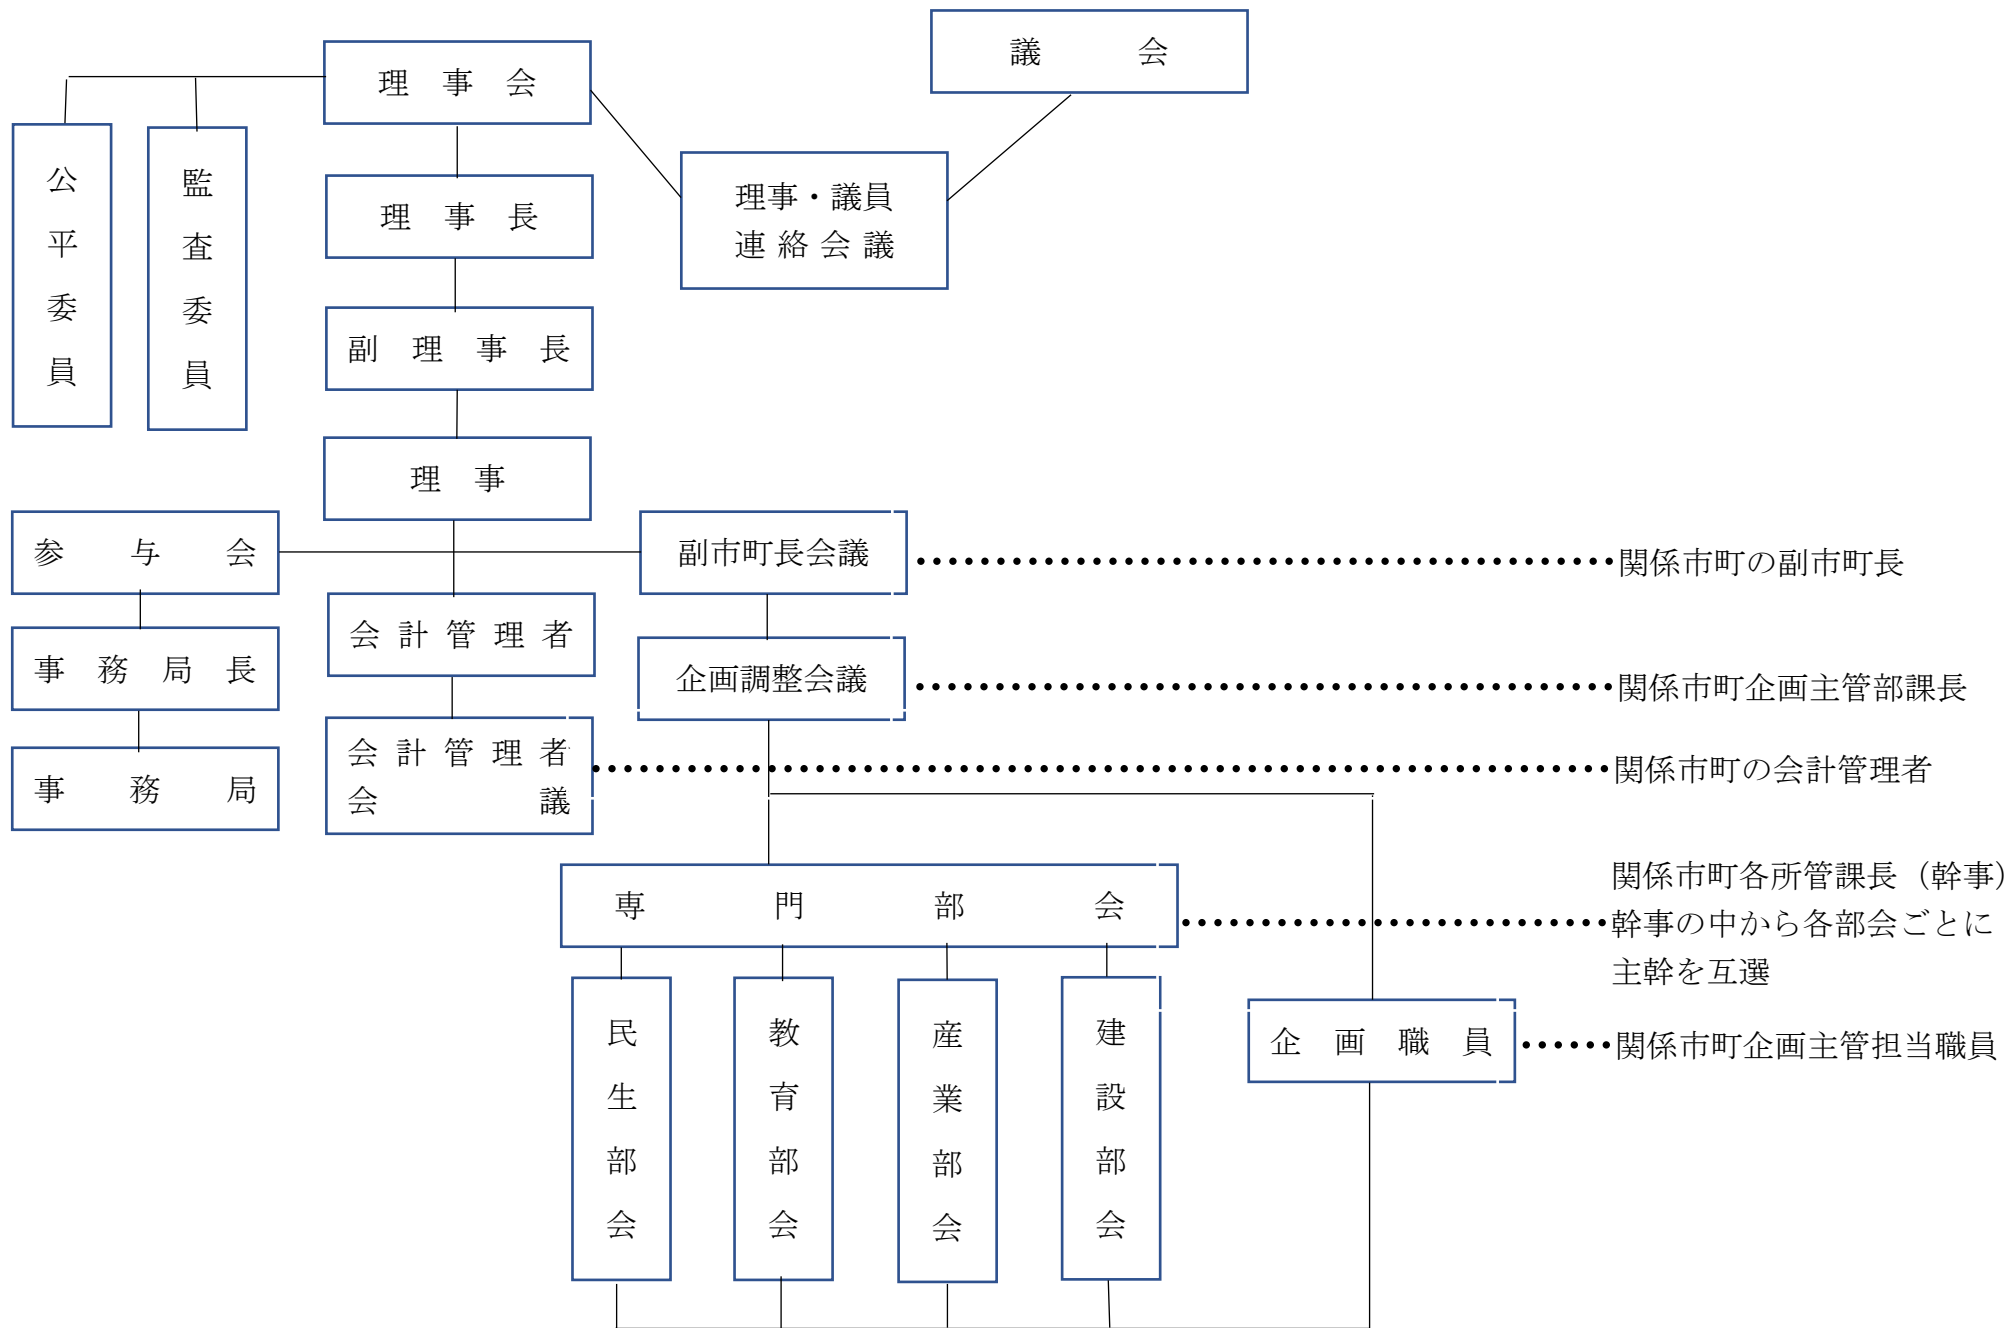 議会
理事会
公平委員
監査委員
理事長
理事・議員
連絡会議
副理事長
理事
参与会
副市町長会議
関係市町の副市町長
会計管理者
事務局長
企画調整会議
関係市町企画主管部課長
会計管理者
会議
関係市町の会計管理者
事務局
専門部会
関係市町各所管課長（幹事）
幹事の中から各部会ごとに
主幹を互選
民生部会
教育部会
産業部会
建設部会
企画職員
関係市町企画主管担当職員